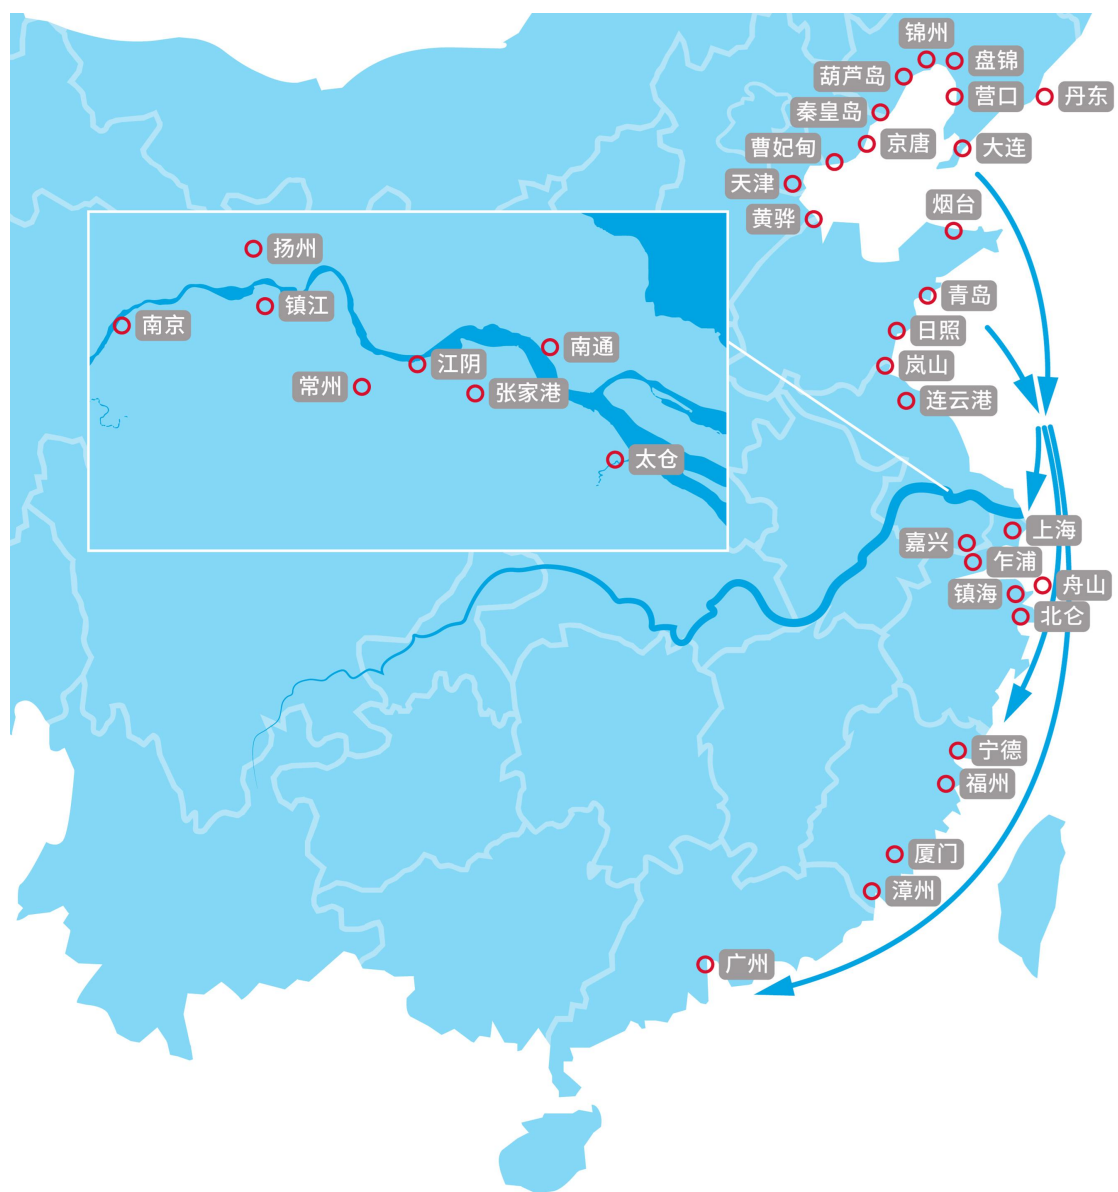 锦州
盘锦
葫芦岛
营口
丹东
秦皇岛
京唐
大连
曹妃甸
天津
黄骅
烟台
扬州
青岛
镇江
南京
日照
南通
江阴
岚山
常州
张家港
连云港
太仓
上海
嘉兴
乍浦
舟山
镇海
北仑
宁德
福州
厦门
漳州
广州